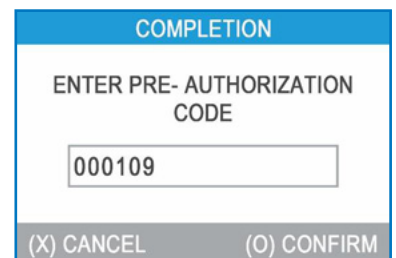 COMPLETION
ENTER PRE- AUTHORIZATION
CODE
000109
(X) CANCEL (O) CONFIRM